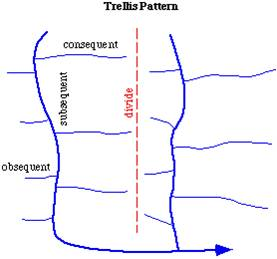 Trellis Pattern
consequent
subsequent
divide
obsequent